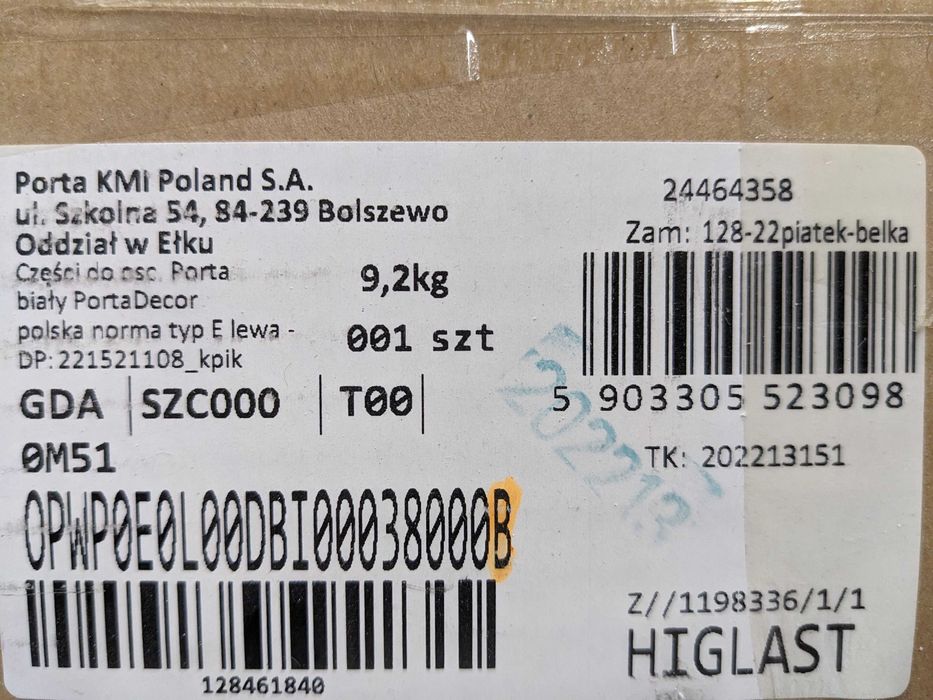 Porta KMI Poland S.A.
ul. Szkolna 54, 84-239 Bolszewo
Oddział w Ełku
Części do ośc. Porta
biały PortaDecor
polska norma typ E lewa -
DP: 221521108_kpik
9,2kg
001 szt
GDA | SZC000 | T00 |
0M51
OPWP0E0L00DBI00038000B
128461840
24464358
Zam: 128-22piatek-belka
5 903305 523098
TK: 202213151
Z//1198336/1/1
HIGLAST